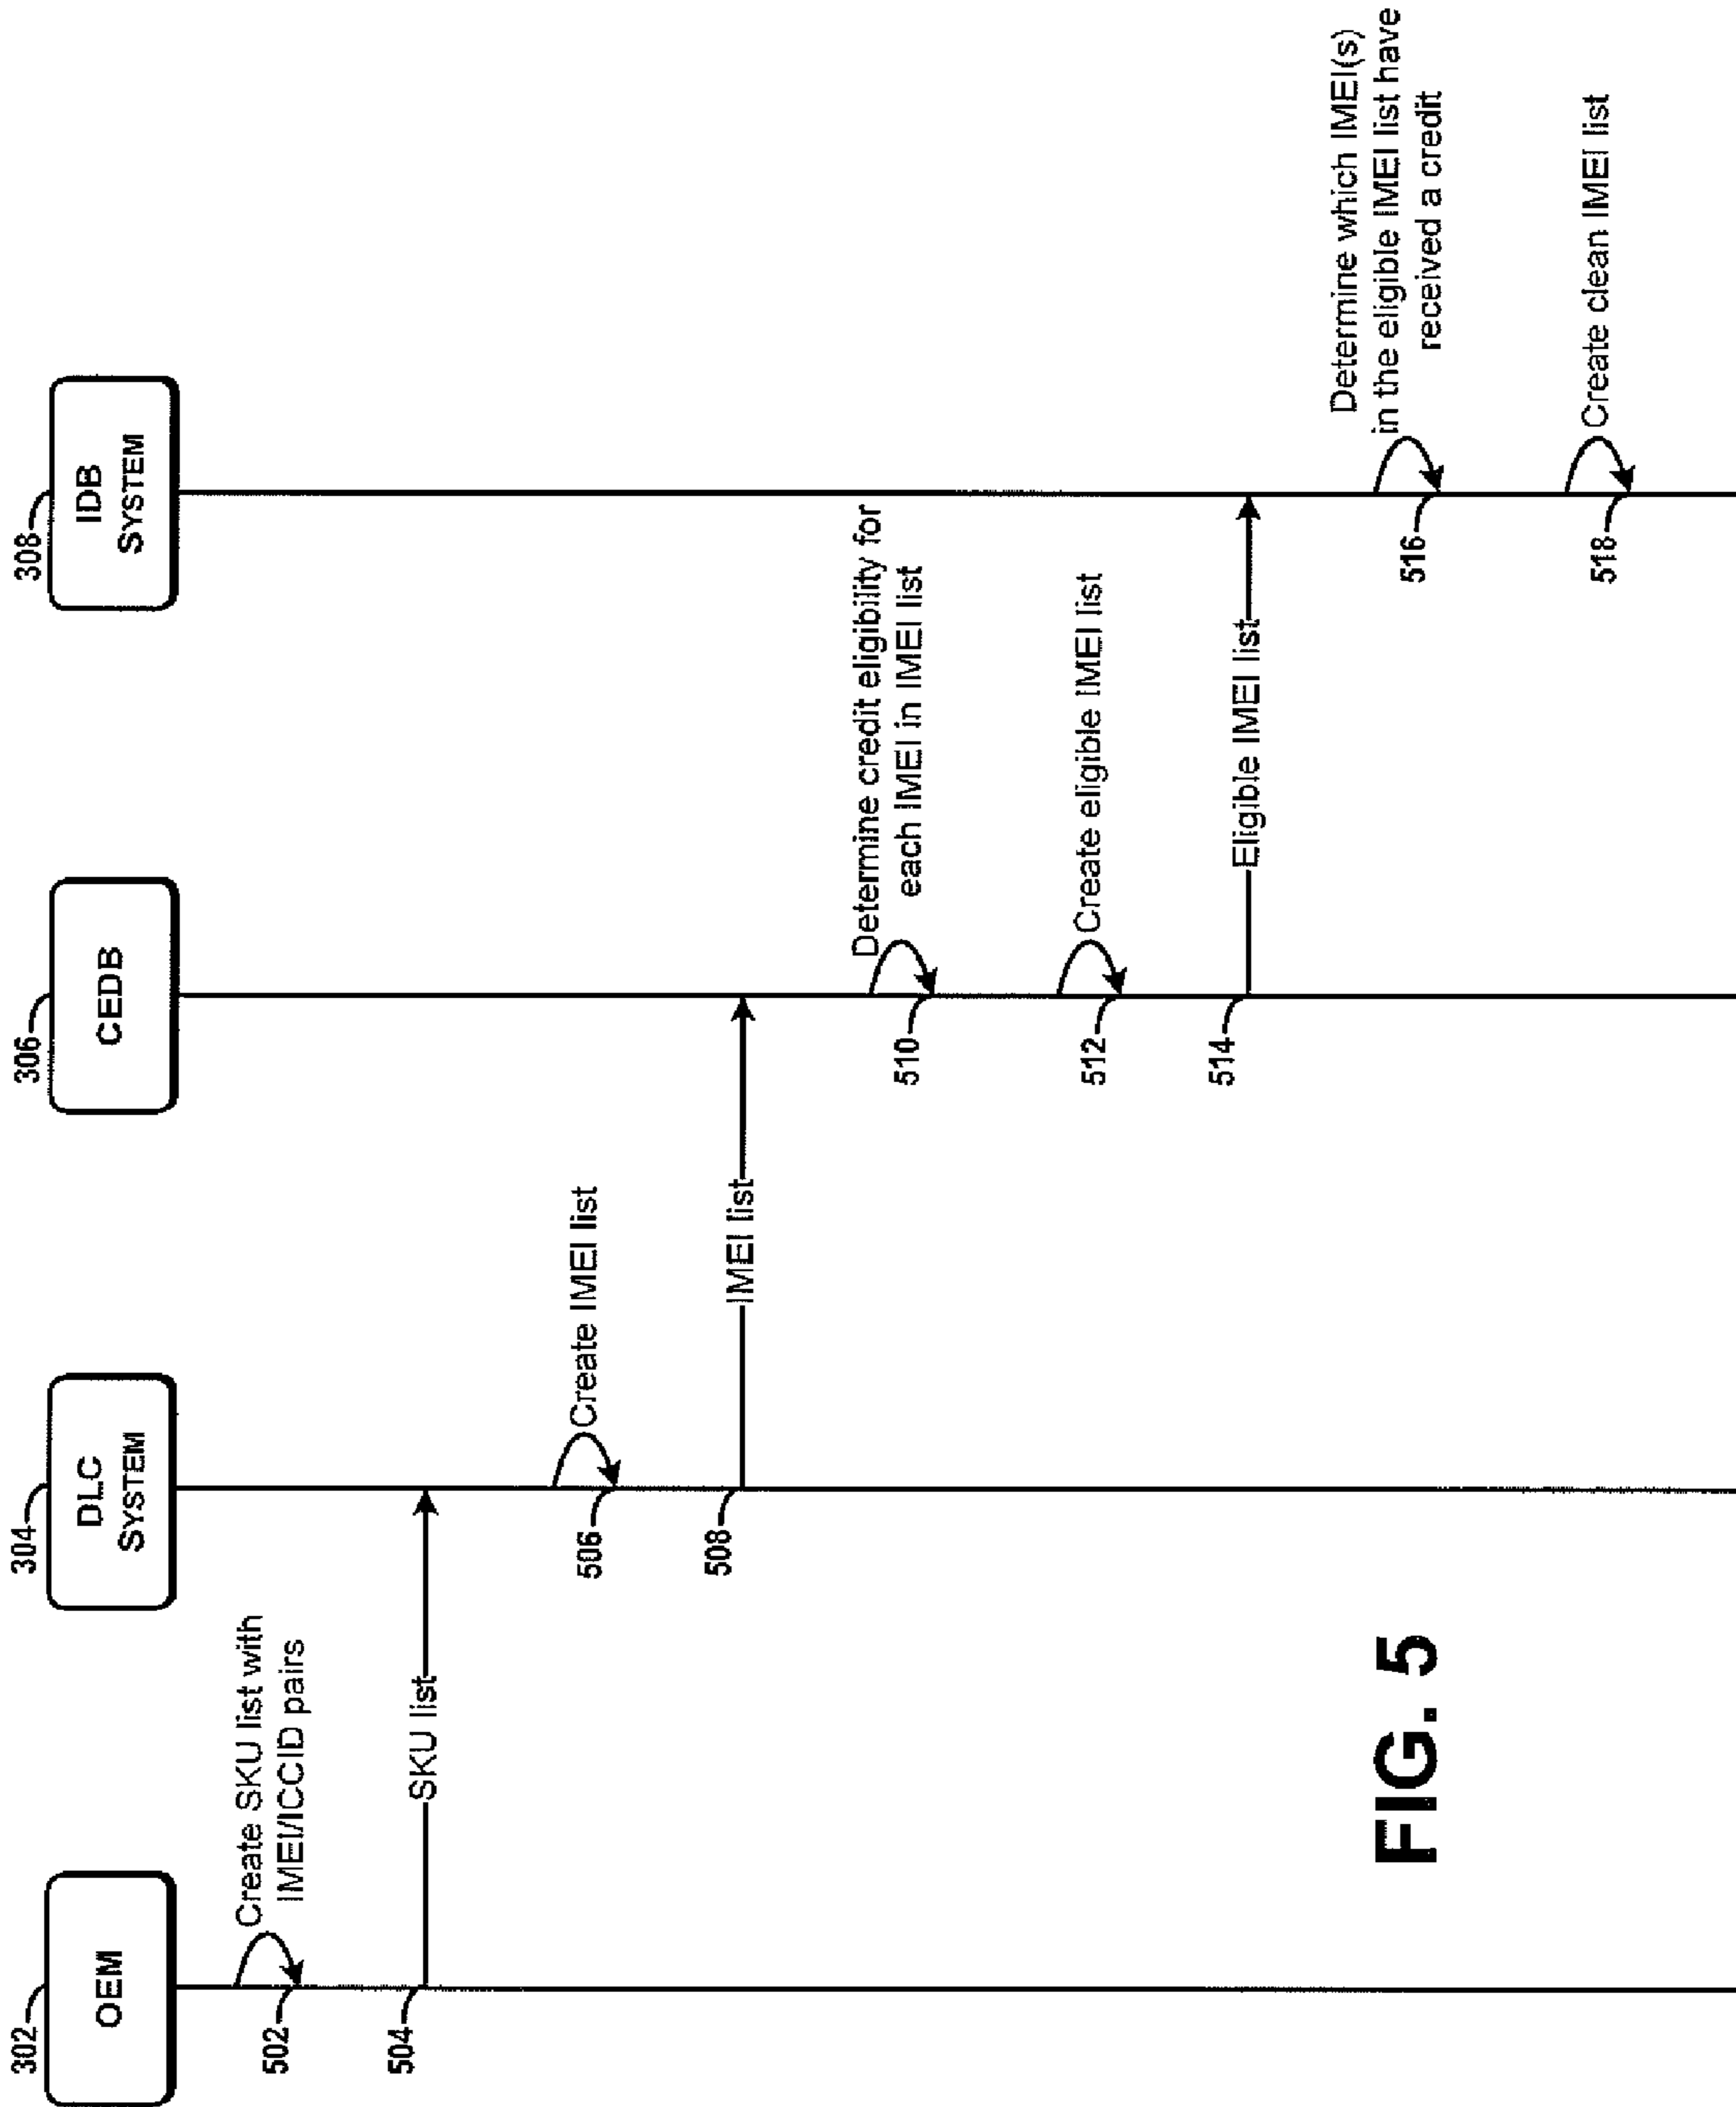 302
OEM
304
DLC
SYSTEM
306
CEDB
308
IDB
SYSTEM
Create SKU list with
IMEI/ICCID pairs
502
504
SKU list
Create IMEI list
506
508
IMEI list
Determine credit eligibility for
each IMEI in IMEI list
510
Create eligible IMEI list
512
514
Eligible IMEI list
Determine which IMEI(s)
in the eligible IMEI list have
received a credit
516
Create clean IMEI list
518
FIG. 5